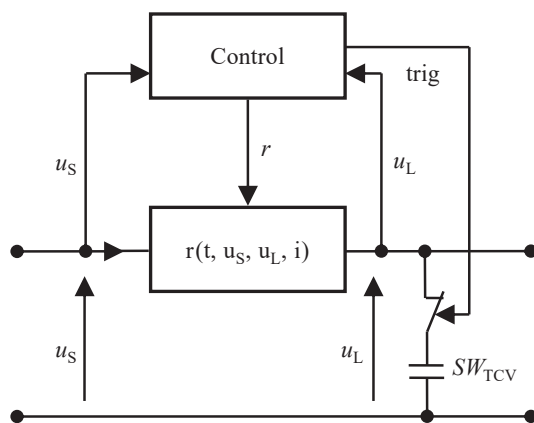 Control
trig
r
u_S
u_L
r(t, u_S, u_L, i)
u_S
u_L
SW_TCV